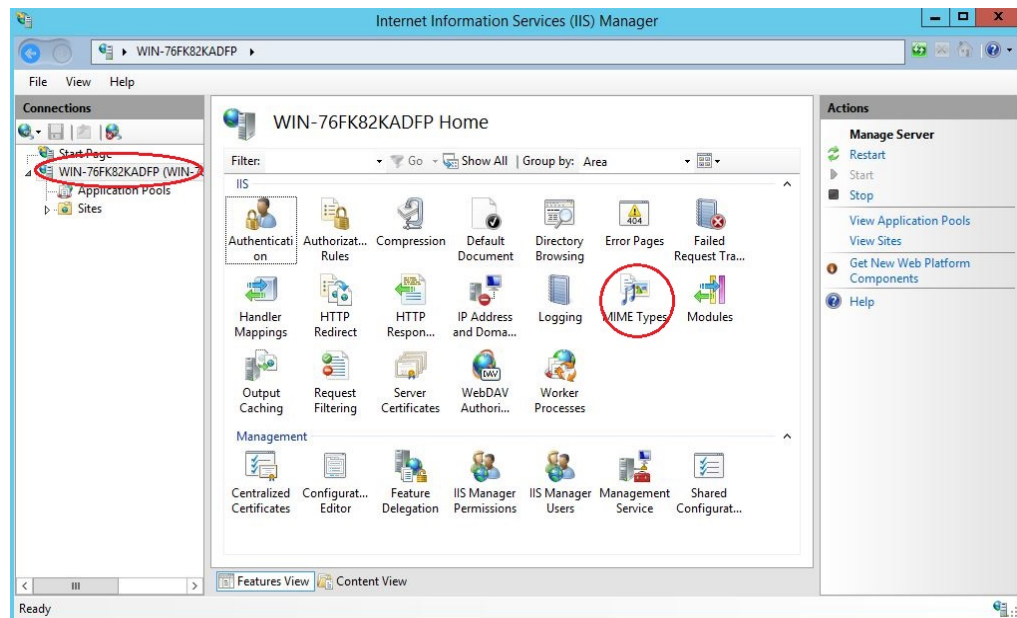 Internet Information Services (IIS) Manager
WIN-76FK82KADFP
File View Help
Connections
Start Page
WIN-76FK82KADFP (WIN-7
Application Pools
Sites
WIN-76FK82KADFP Home
Filter: Go Show All Group by: Area
IIS
Authenticati
on
Authorizat...
Rules
Compression
Default
Document
Directory
Browsing
Error Pages
404
Failed
Request Tra...
Handler
Mappings
HTTP
Redirect
HTTP
Respon...
IP Address
and Doma...
Logging
MIME Types
Modules
Output
Caching
Request
Filtering
Server
Certificates
DAV
WebDAV
Authori...
Worker
Processes
Management
Centralized
Certificates
Configurat...
Editor
Feature
Delegation
IIS Manager
Permissions
IIS Manager
Users
Management
Service
Shared
Configurat...
Features View Content View
Actions
Manage Server
Restart
Start
Stop
View Application Pools
View Sites
Get New Web Platform
Components
Help
Ready